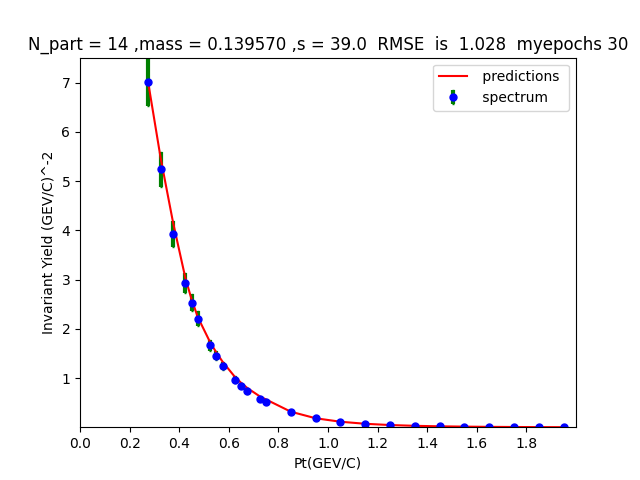 N_part = 14 ,mass = 0.139570 ,s = 39.0  RMSE  is  1.028  myepochs 30
predictions
spectrum
7
6
5
4
3
2
1
Invariant Yield (GEV/C)^-2
0.0 0.2 0.4 0.6 0.8 1.0 1.2 1.4 1.6 1.8
Pt(GEV/C)